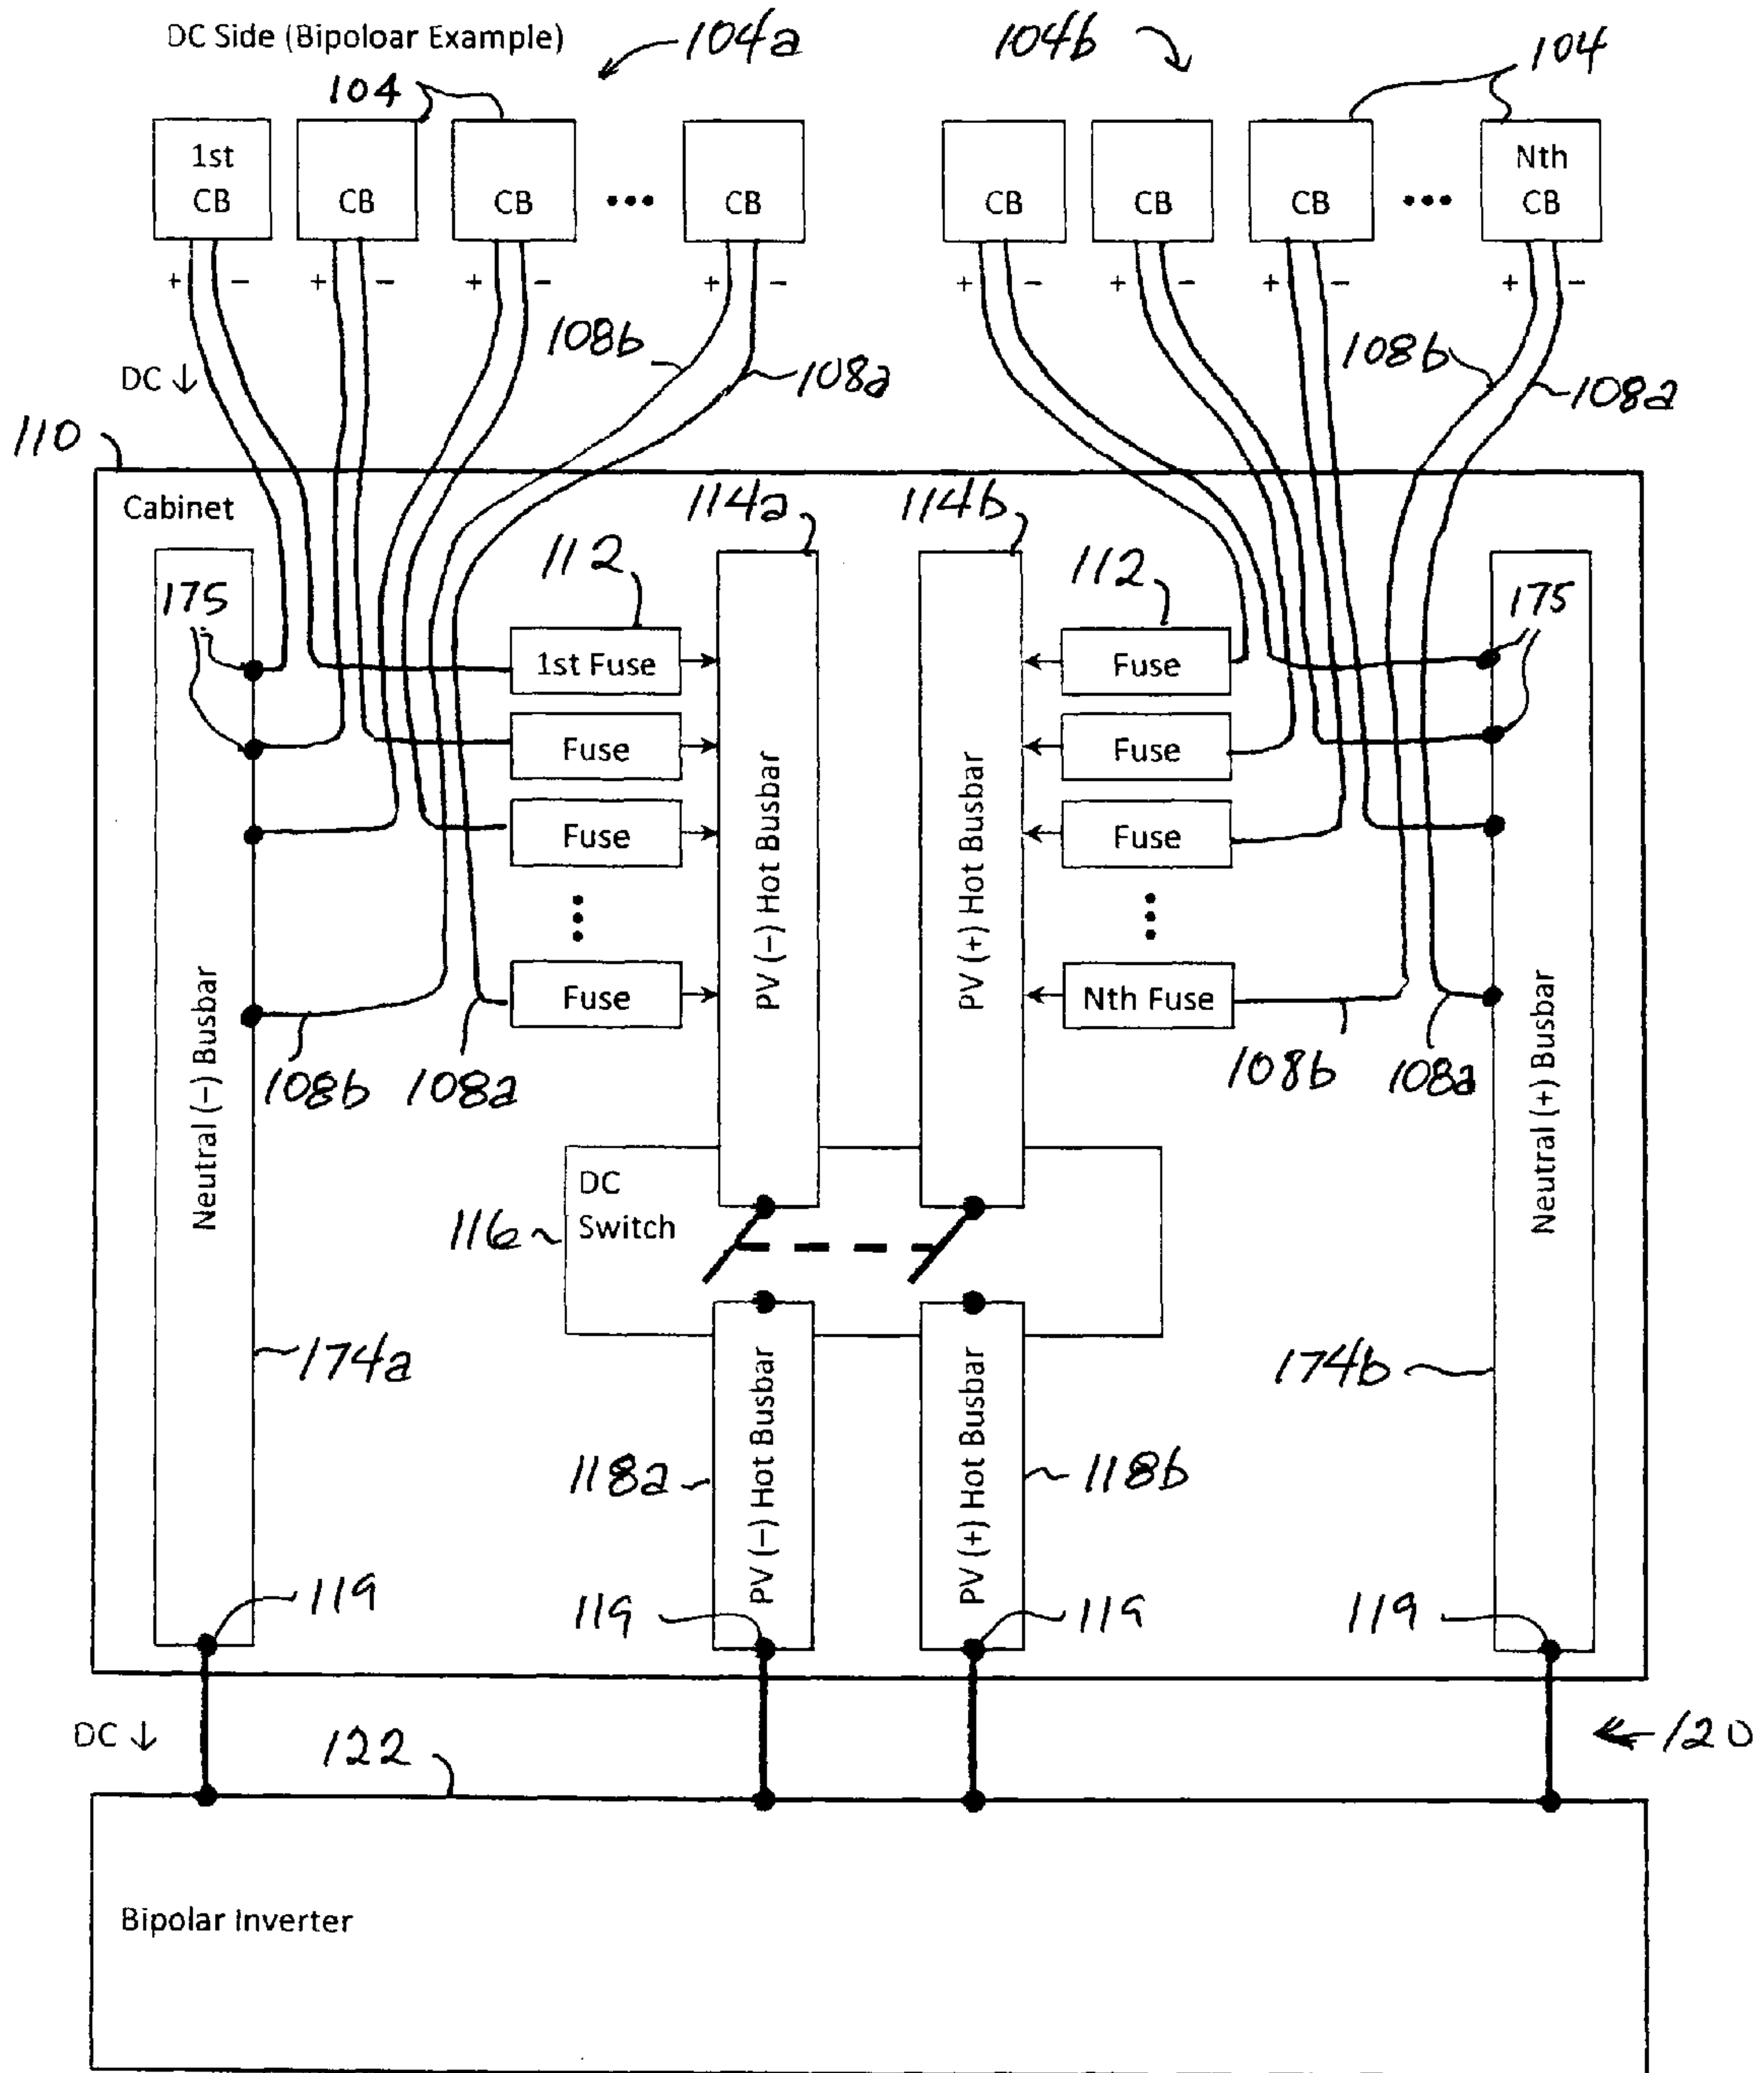 DC Side (Bipoloar Example)
104a
104b
104
104
1st
CB
CB
CB
•••
CB
CB
CB
CB
•••
Nth
CB
+ −
+ −
+ −
+ −
+ −
+ −
+ −
+ −
108b
108a
108b
108a
DC ↓
110
Cabinet
114a
114b
112
112
175
175
1st Fuse
Fuse
Fuse
Fuse
Fuse
Fuse
Fuse
Nth Fuse
PV (−) Hot Busbar
PV (+) Hot Busbar
Neutral (−) Busbar
Neutral (+) Busbar
108b
108a
108b
108a
DC
Switch
116
174a
174b
118a
PV (−) Hot Busbar
PV (+) Hot Busbar
118b
119
119
119
119
DC ↓
122
120
Bipolar Inverter